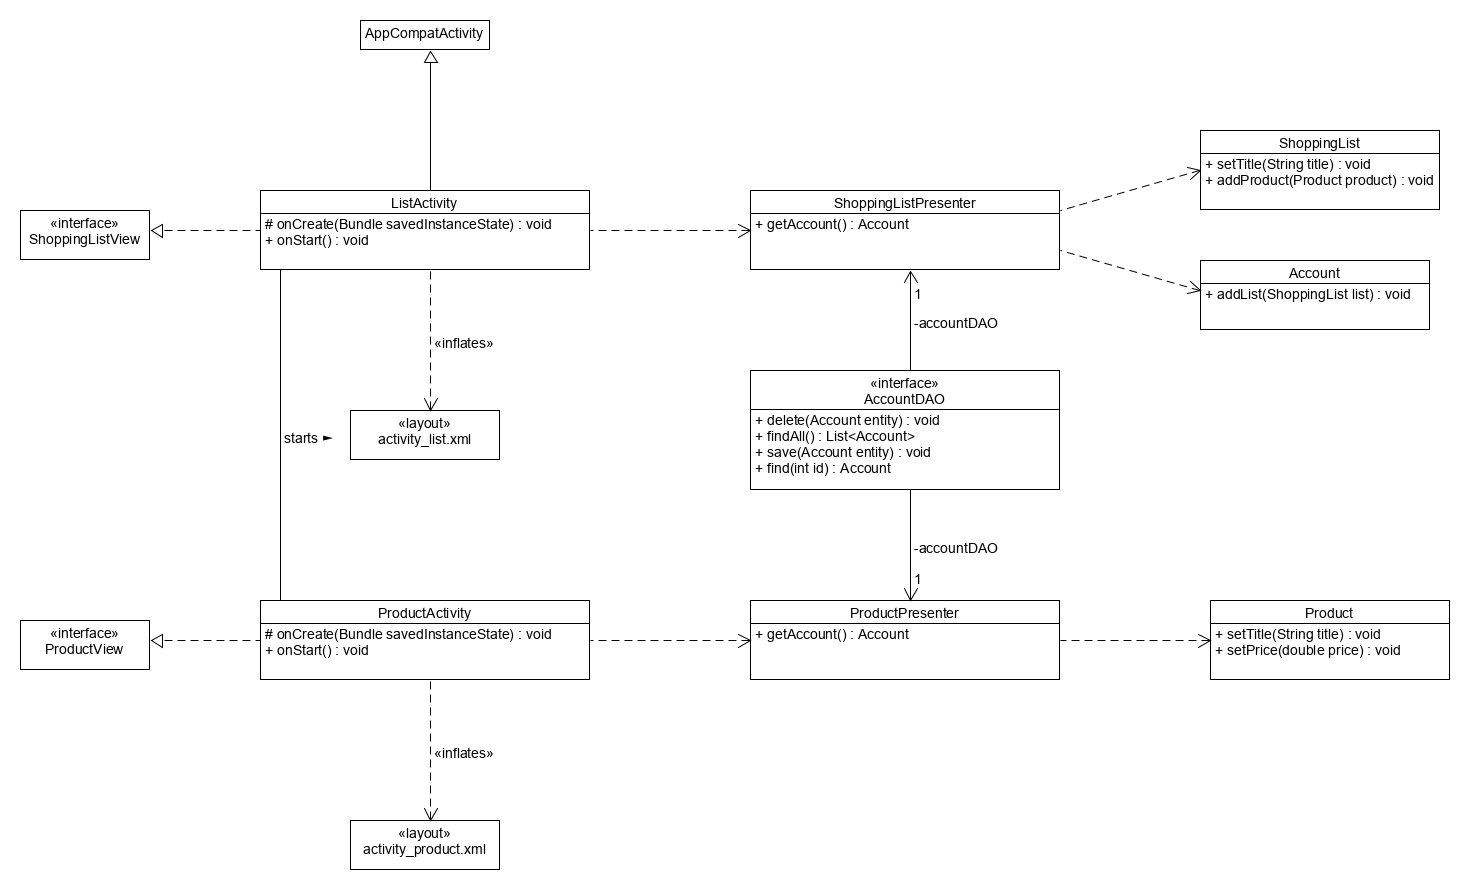 AppCompatActivity
ShoppingList
+ setTitle(String title) : void
+ addProduct(Product product) : void
«interface»
ShoppingListView
ListActivity
# onCreate(Bundle savedInstanceState) : void
+ onStart() : void
ShoppingListPresenter
+ getAccount() : Account
Account
+ addList(ShoppingList list) : void
1
-accountDAO
«inflates»
«layout»
activity_list.xml
starts ►
«interface»
AccountDAO
+ delete(Account entity) : void
+ findAll() : List<Account>
+ save(Account entity) : void
+ find(int id) : Account
-accountDAO
1
«interface»
ProductView
ProductActivity
# onCreate(Bundle savedInstanceState) : void
+ onStart() : void
ProductPresenter
+ getAccount() : Account
Product
+ setTitle(String title) : void
+ setPrice(double price) : void
«inflates»
«layout»
activity_product.xml